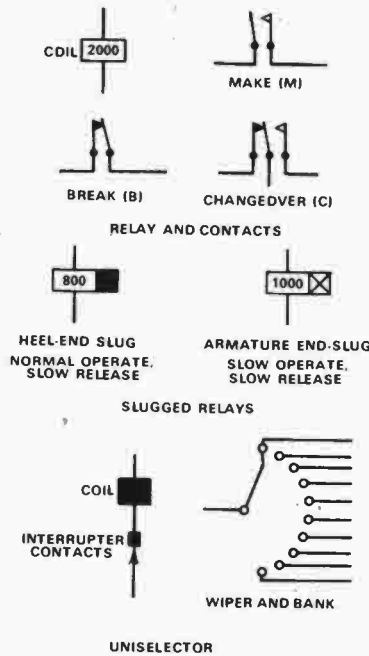 COIL
2000
MAKE (M)
BREAK (B)
CHANGEOVER (C)
RELAY AND CONTACTS
800
1000
HEEL-END SLUG
NORMAL OPERATE,
SLOW RELEASE
ARMATURE END-SLUG
SLOW OPERATE,
SLOW RELEASE
SLUGGED RELAYS
COIL
INTERRUPTER
CONTACTS
WIPER AND BANK
UNISELECTOR